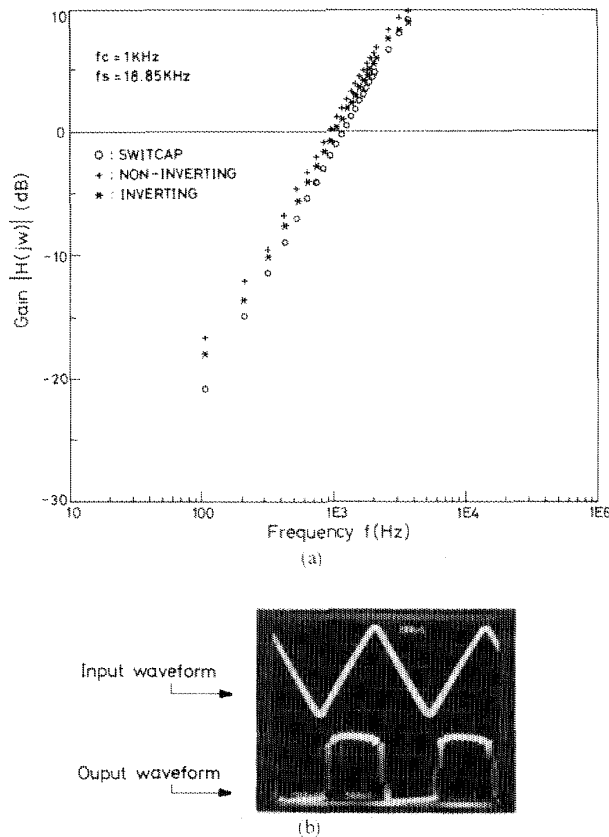 10
fc = 1KHz
fs = 18.85KHz
0
O : SWITCAP
+ : NON-INVERTING
* : INVERTING
-10
-20
-30
Gain |H(jw)| (dB)
10
100
1E3
1E4
1E6
Frequency f(Hz)
(a)
Input waveform
Ouput waveform
(b)